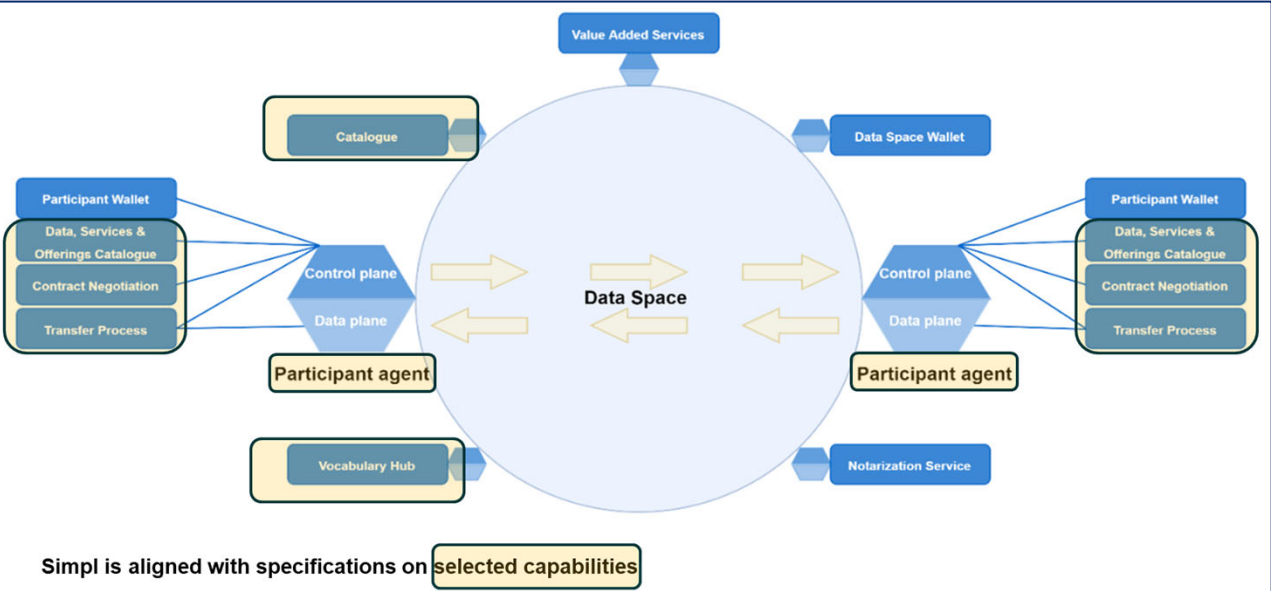 Value Added Services
Catalogue
Data Space Wallet
Participant Wallet
Data, Services &
Offerings Catalogue
Contract Negotiation
Transfer Process
Control plane
Data plane
Participant agent
Data Space
Participant Wallet
Data, Services &
Offerings Catalogue
Contract Negotiation
Transfer Process
Control plane
Data plane
Participant agent
Vocabulary Hub
Notarization Service
Simpl is aligned with specifications on selected capabilities